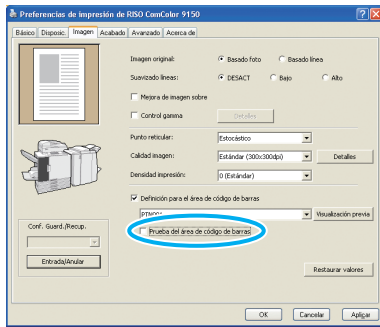 Preferencias de impresión de RISO ComColor 9150
Básico Disposic. Imagen Acabado Avanzado Acerca de
Imagen original: Basado foto Basado línea
Suavizado líneas: DESACT Bajo Alto
Mejora de imagen sobre
Control gamma Detalles
Punto reticular: Estocástico
Calidad imagen: Estándar (300x300dpi) Detalles
Densidad impresión: 0 (Estándar)
Definición para el área de código de barras
Visualización previa
Prueba del área de código de barras
Conf. Guard./Recup.
Entrada/Anular
Restaurar valores
OK Cancelar Aplicar